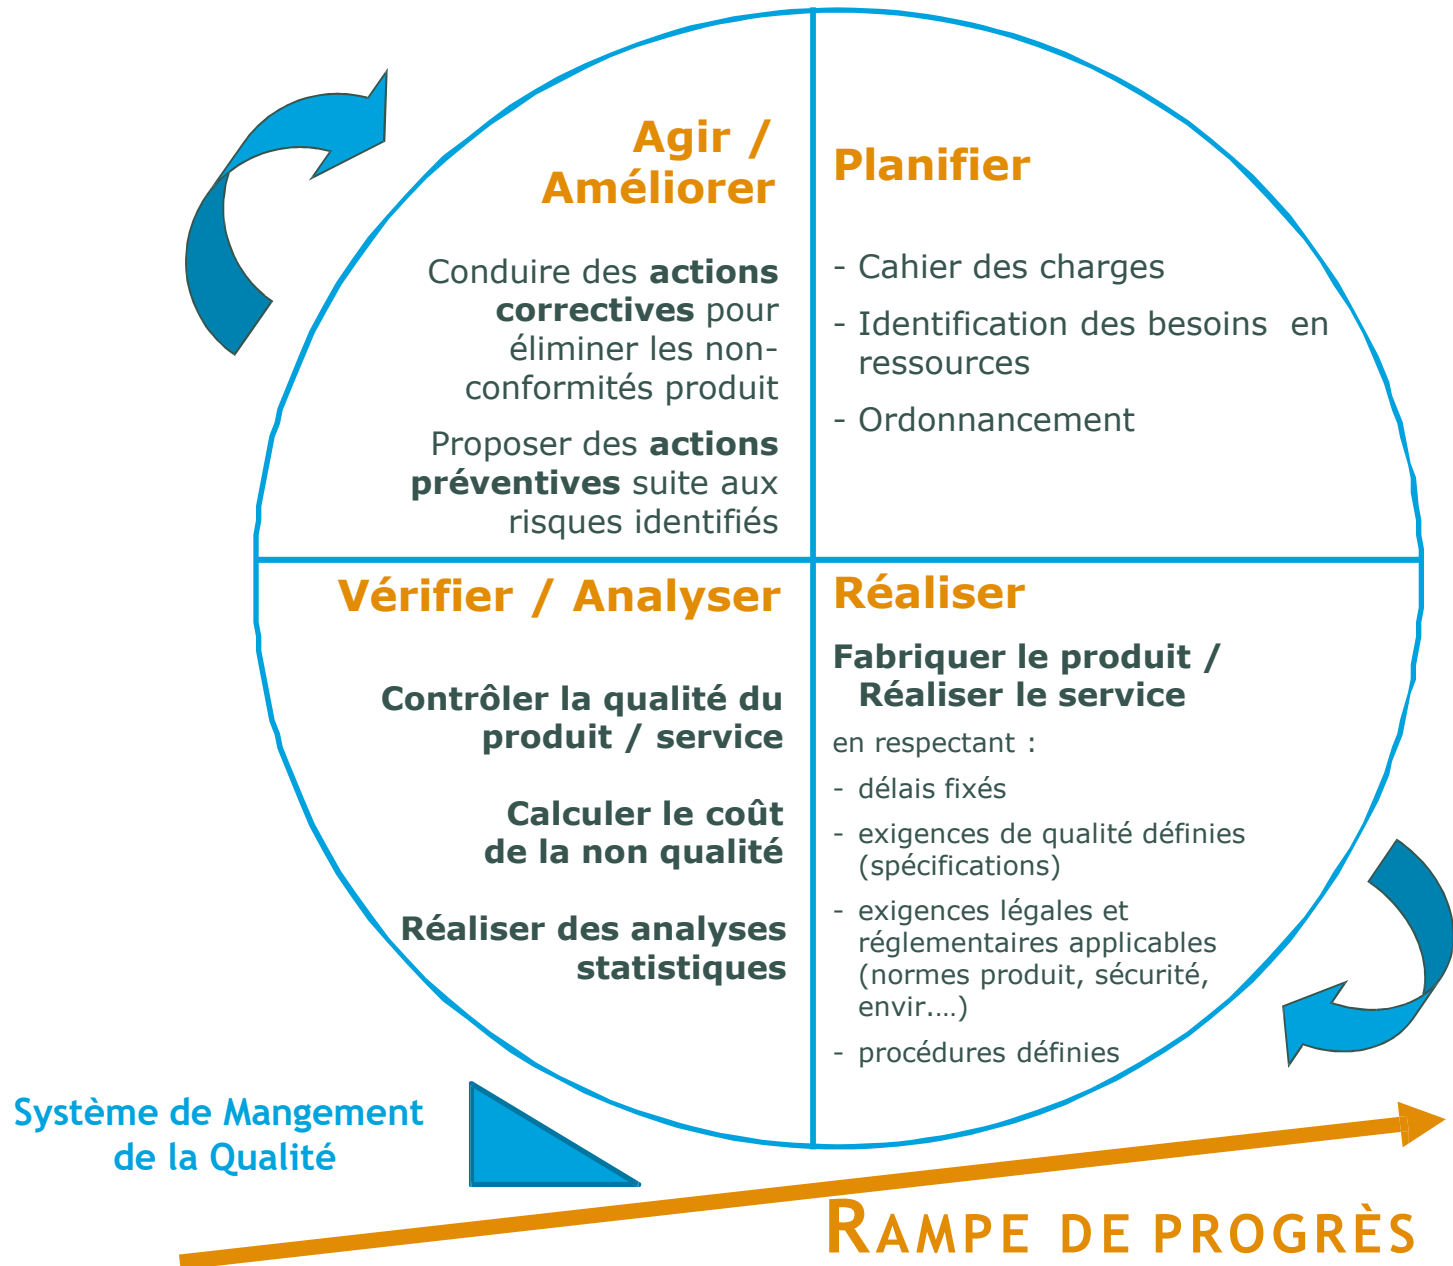 Agir /
Améliorer
Conduire des actions
correctives pour
éliminer les non-
conformités produit
Proposer des actions
préventives suite aux
risques identifiés
Planifier
- Cahier des charges
- Identification des besoins en
ressources
- Ordonnancement
Vérifier / Analyser
Contrôler la qualité du
produit / service
Calculer le coût
de la non qualité
Réaliser des analyses
statistiques
Réaliser
Fabriquer le produit /
Réaliser le service
en respectant :
- délais fixés
- exigences de qualité définies
(spécifications)
- exigences légales et
réglementaires applicables
(normes produit, sécurité,
envir.…)
- procédures définies
Système de Mangement
de la Qualité
RAMPE DE PROGRÈS